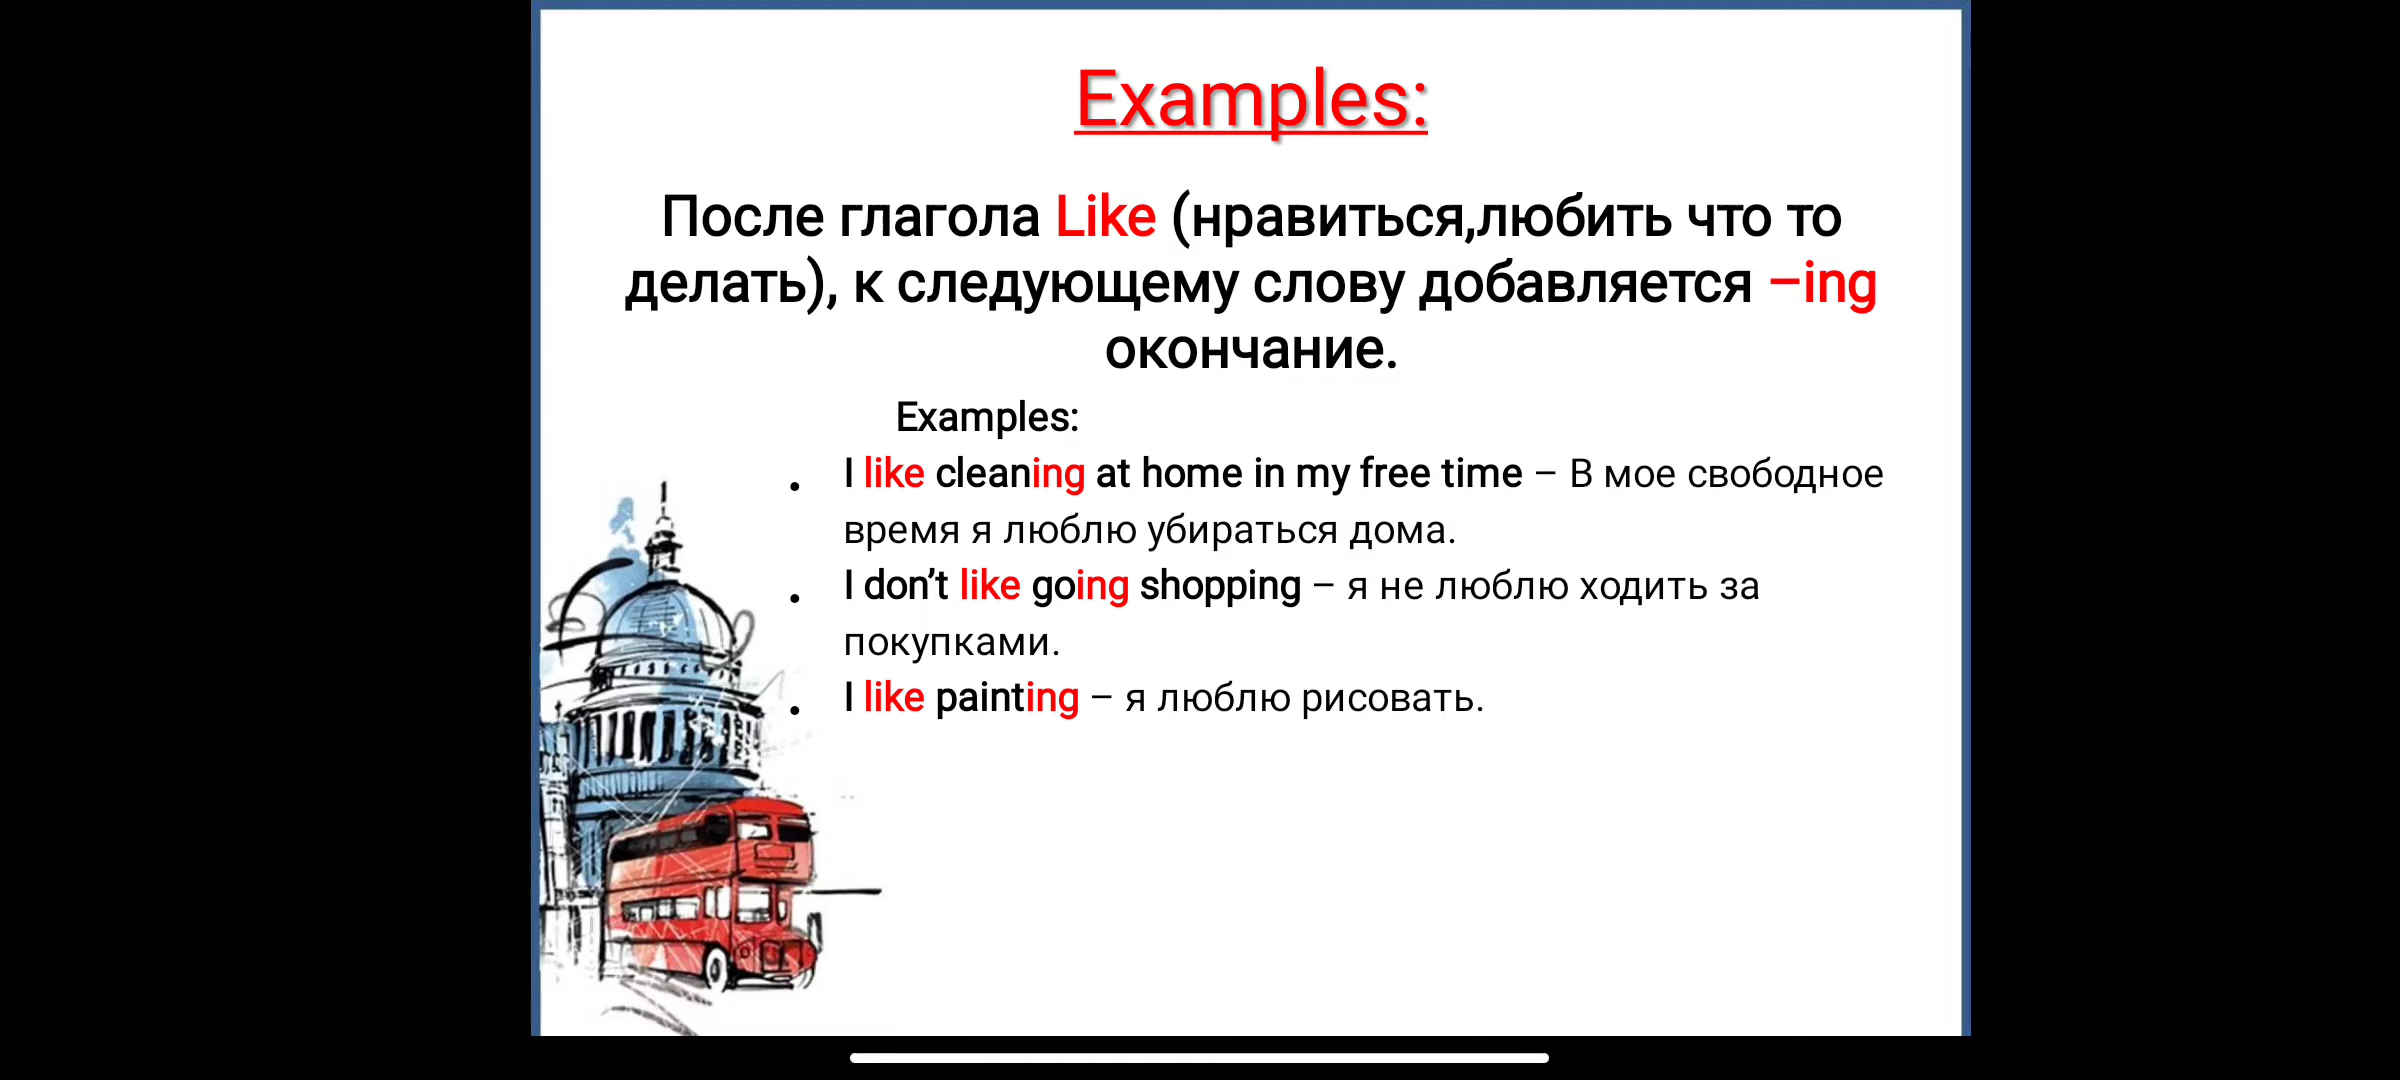 Examples:
После глагола Like (нравиться,любить что то
делать), к следующему слову добавляется –ing
окончание.
Examples:
• I like cleaning at home in my free time – В мое свободное
время я люблю убираться дома.
• I don’t like going shopping – я не люблю ходить за
покупками.
• I like painting – я люблю рисовать.